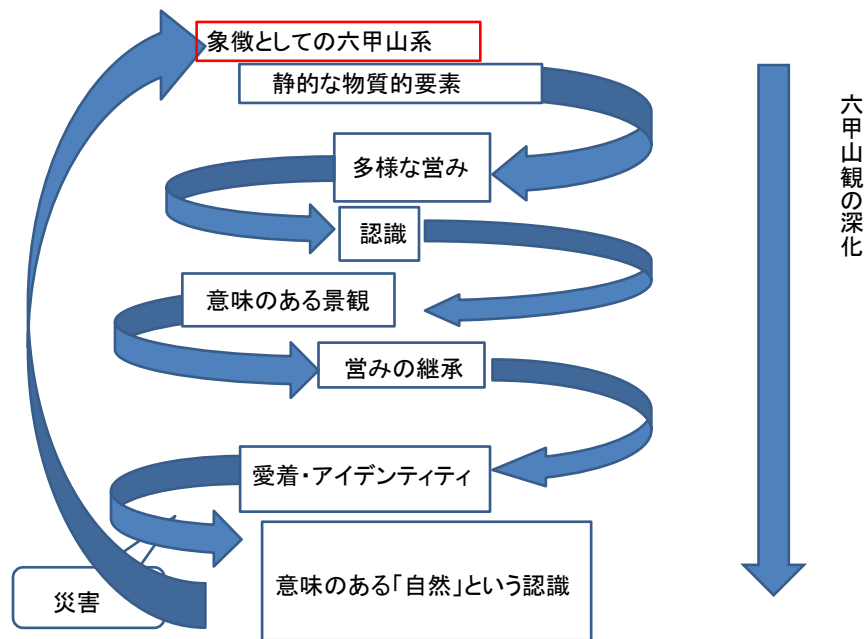 象徴としての六甲山系
静的な物質的要素
多様な営み
認識
意味のある景観
営みの継承
愛着・アイデンティティ
意味のある「自然」という認識
災害
六甲山観の深化